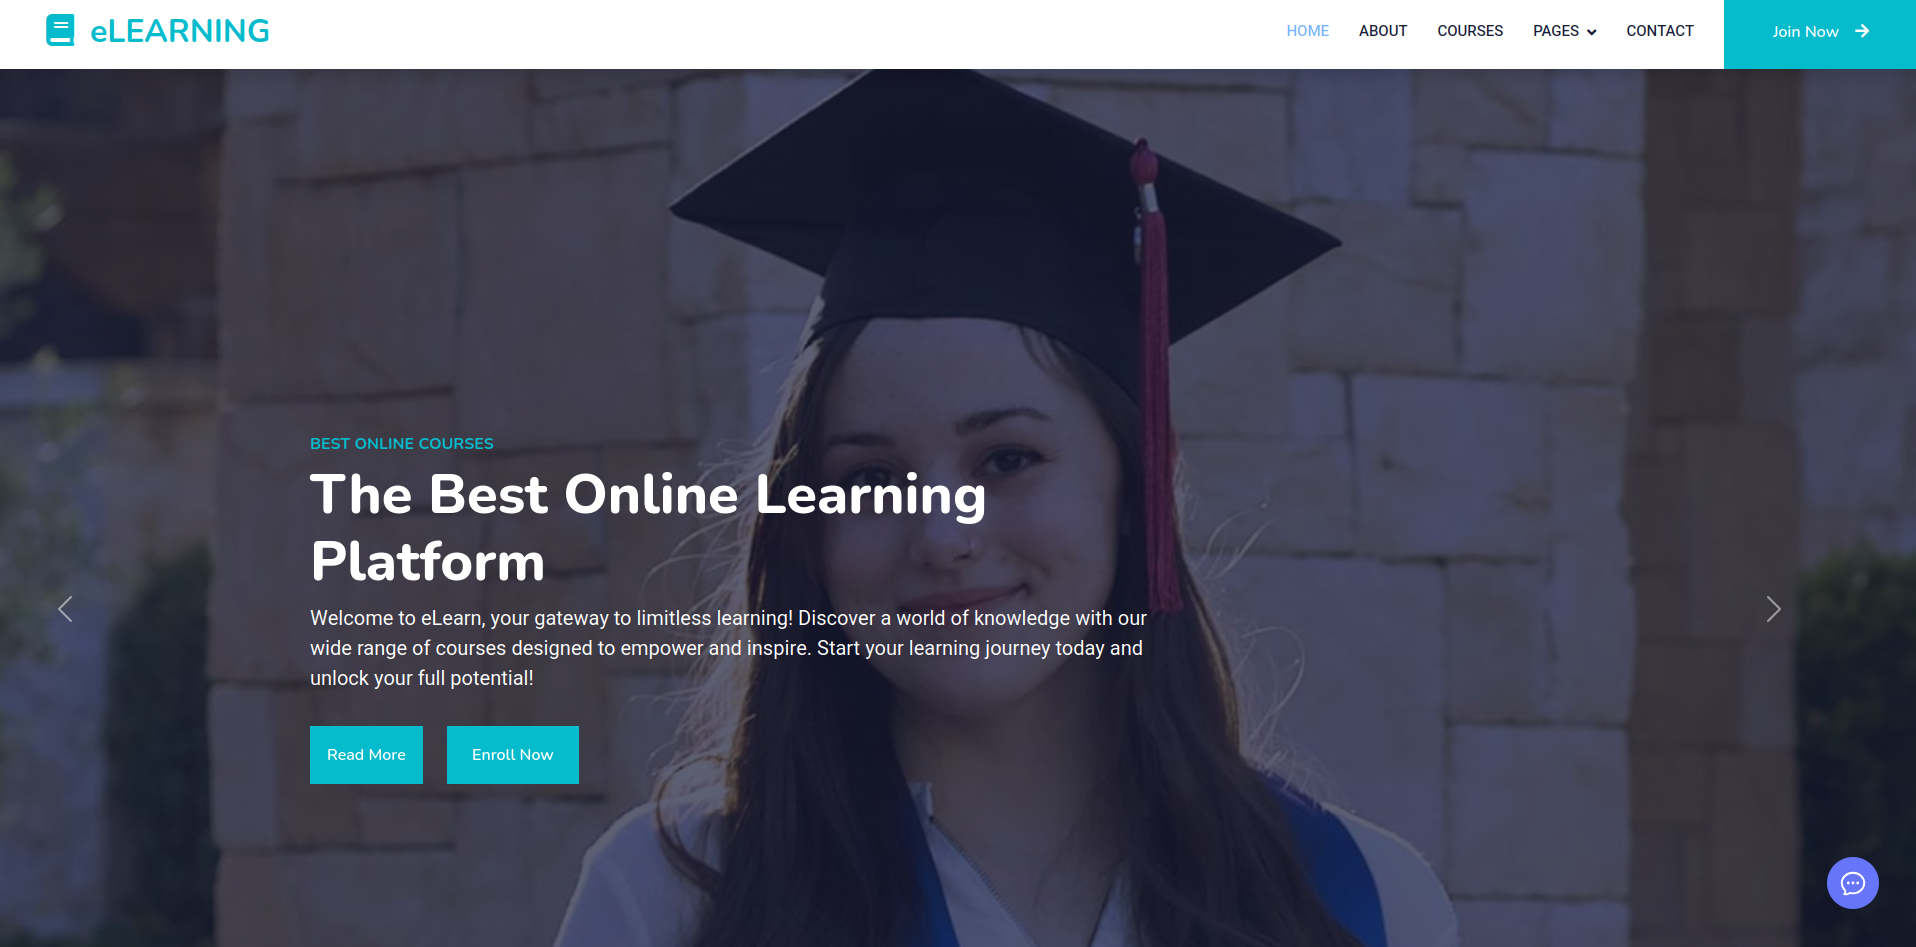 eLEARNING
HOME ABOUT COURSES PAGES CONTACT Join Now
BEST ONLINE COURSES
The Best Online Learning
Platform
Welcome to eLearn, your gateway to limitless learning! Discover a world of knowledge with our
wide range of courses designed to empower and inspire. Start your learning journey today and
unlock your full potential!
Read More Enroll Now